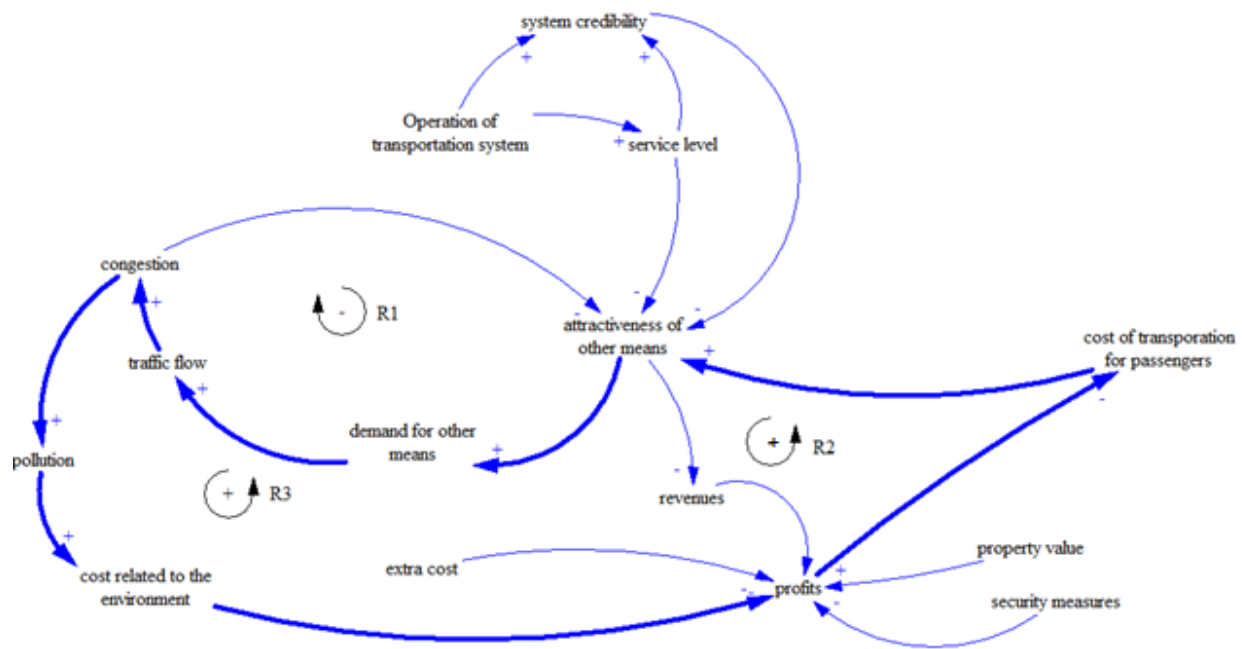 system credibility
+
+
Operation of
transportation system
+
service level
congestion
-
-
-
+
-
R1
attractiveness of
other means
+
cost of transporation
for passengers
-
traffic flow
+
demand for other
means
+
+
R2
+
pollution
+
R3
-
revenues
+
extra cost
property value
+
cost related to the
environment
-
-
profits
-
security measures